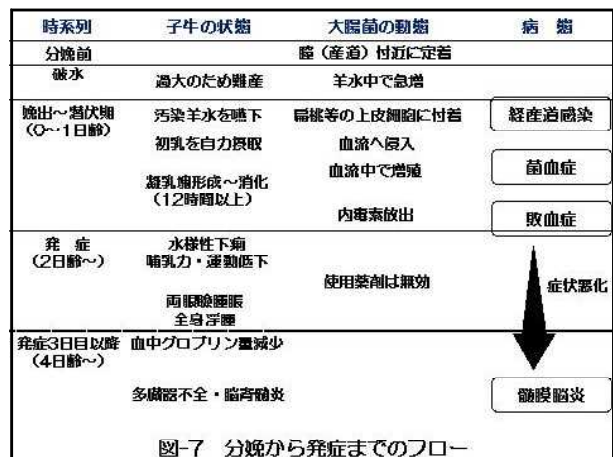 時系列 子牛の状態 大腸菌の動態 病 態
分娩前 膣（産道）付近に定着
破水 過大のため難産 羊水中で急増
娩出～潜伏期 汚染羊水を嚥下 扁桃等の上皮細胞に付着 経産道感染
（０～１日齢）
初乳を自力摂取 血流へ侵入
血流中で増殖 菌血症
凝乳塊形成～消化
（12時間以上）
内毒素放出 敗血症
発 症 水様性下痢
（２日齢～） 哺乳力・運動低下
使用薬剤は無効 症状悪化
両眼瞼腫脹
全身浮腫
発症３日目以降 血中グロブリン量減少
（４日齢～）
多臓器不全・脳脊髄炎 髄膜脳炎
図-7 分娩から発症までのフロー